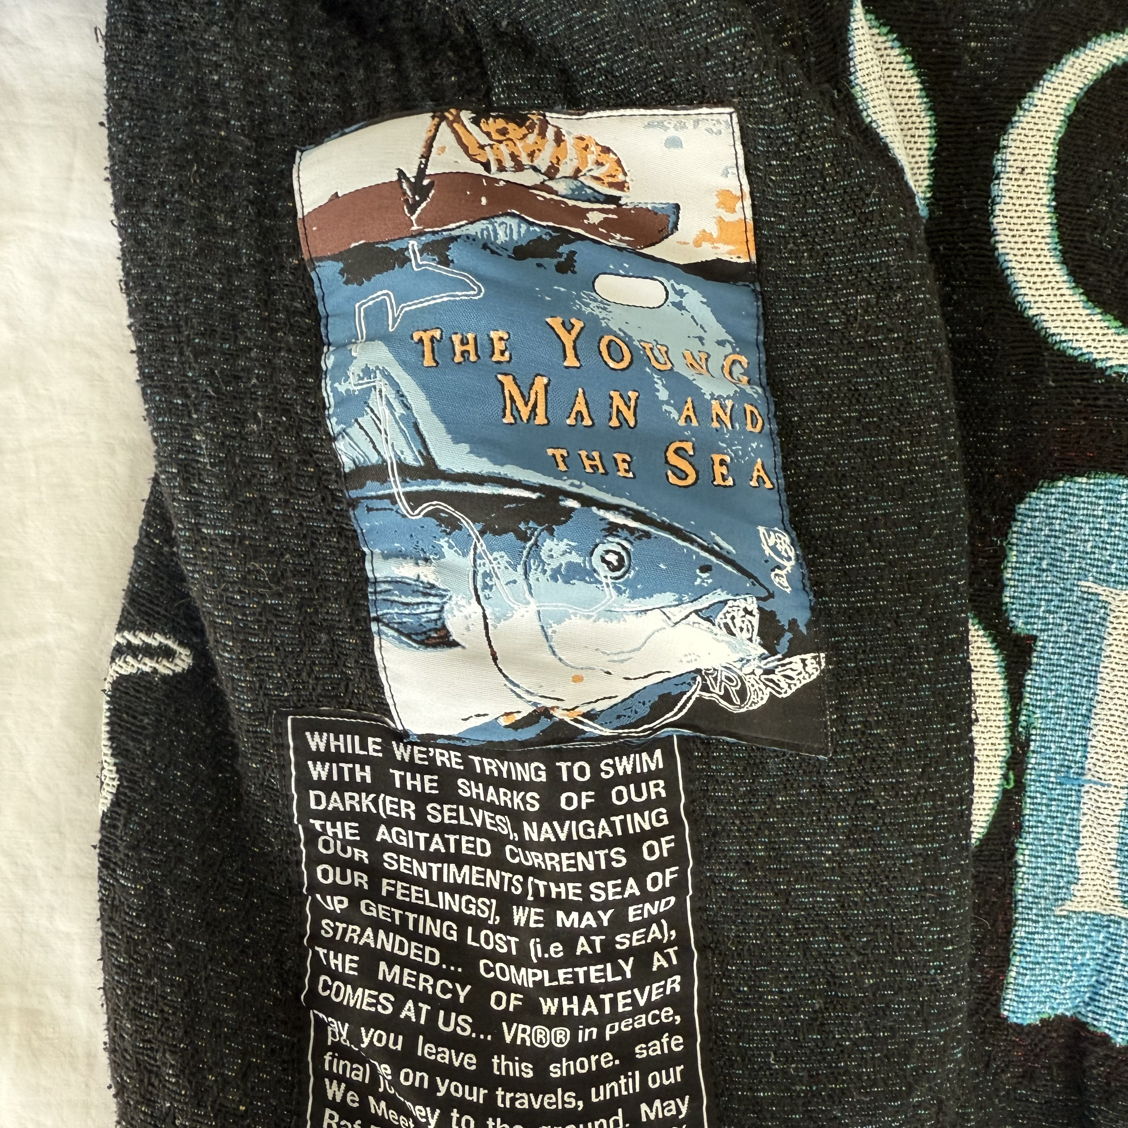 THE YOUNG
MAN AND
THE SEA
WHILE WE'RE TRYING TO SWIM
WITH THE SHARKS OF OUR
DARK(ER SELVES), NAVIGATING
THE AGITATED CURRENTS OF
OUR SENTIMENTS [THE SEA OF
OUR FEELINGS], WE MAY END
UP GETTING LOST (i.e AT SEA),
STRANDED... COMPLETELY AT
THE MERCY OF WHATEVER
COMES AT US... VR®® in peace,
may you leave this shore. safe
on your travels, until our
final to the ground. May
We Meet